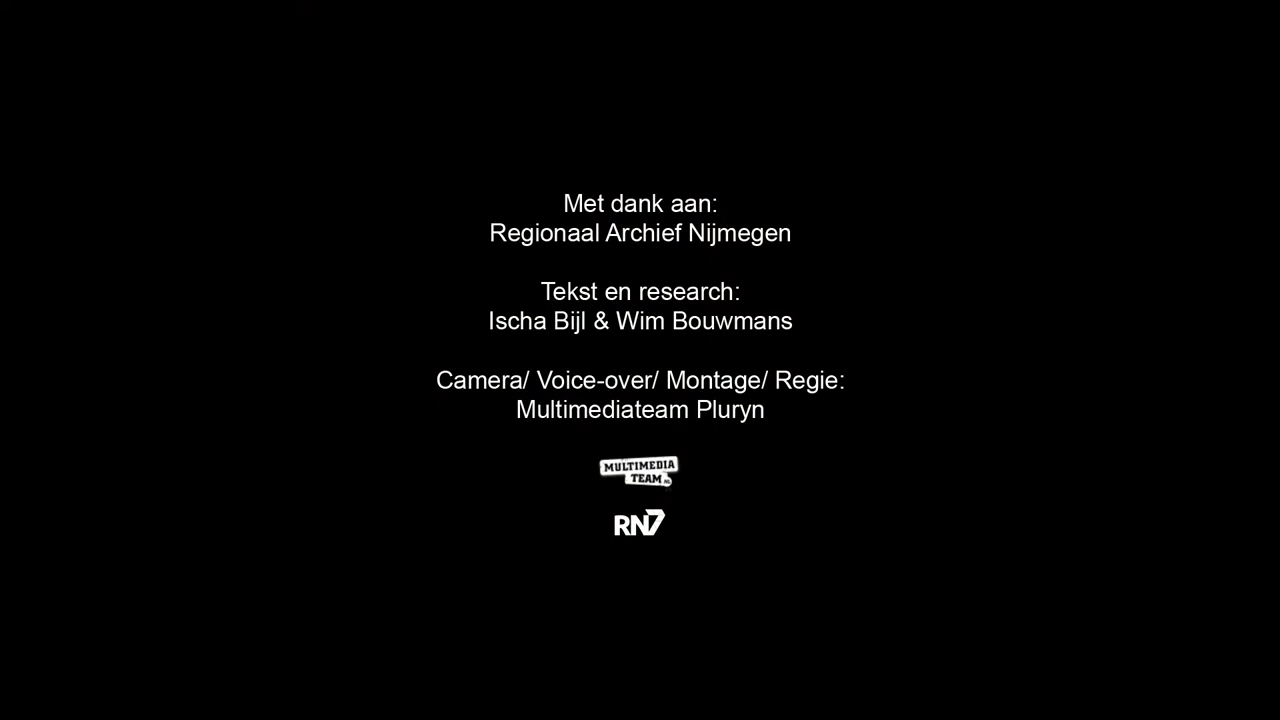 Met dank aan:
Regionaal Archief Nijmegen
Tekst en research:
Ischa Bijl & Wim Bouwmans
Camera/ Voice-over/ Montage/ Regie:
Multimediateam Pluryn
MULTIMEDIA
TEAM.NL
RN7